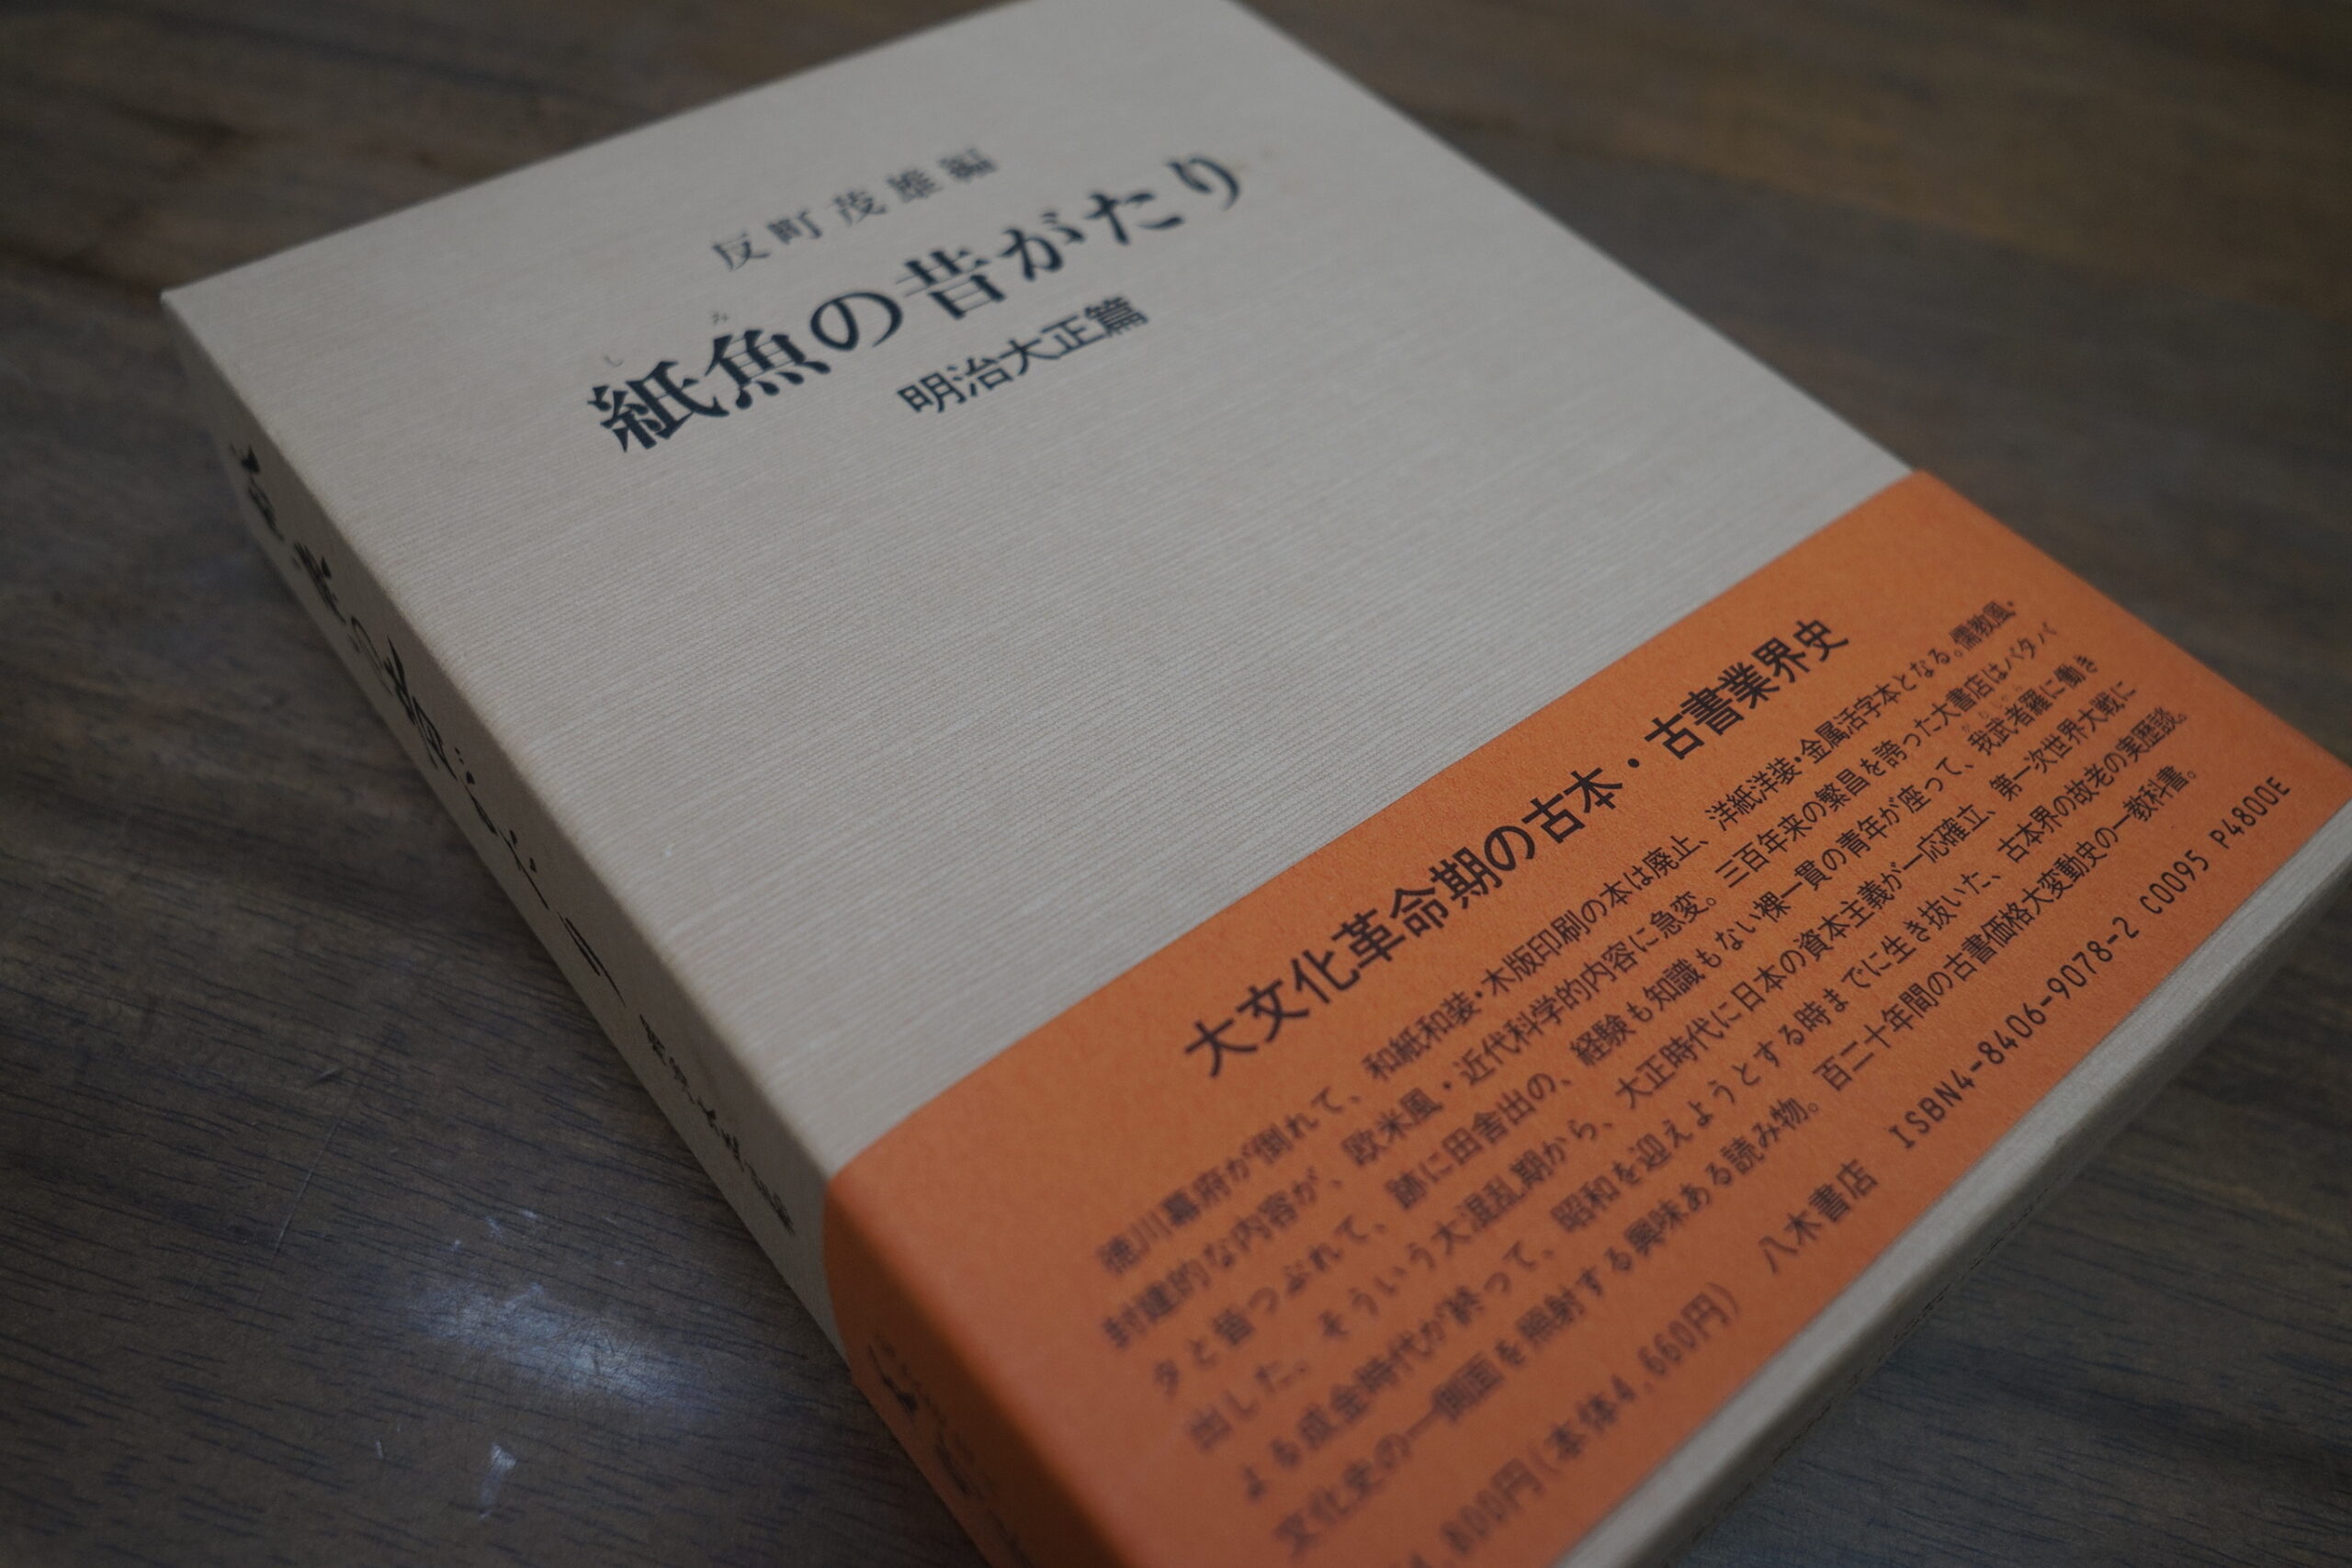 反町茂雄編
し み
紙魚の昔がたり
明治大正篇
大文化革命期の古本・古書業界史
徳川幕府が倒れて、和紙和装・木版印刷の本は廃止、洋紙洋装・金属活字本となる。儒教風・
封建的な内容が、欧米風・近代科学的内容に急変。三百年来の繁昌を誇った大書店はバタバ
タと皆つぶれて、跡に田舎出の、経験も知識もない裸一貫の青年が座って、我武者羅に働き
出した、そういう大混乱期から、大正時代に日本の資本主義が一応確立、第一次世界大戦に
よる成金時代が終って、昭和を迎えようとする時までに生き抜いた、古本界の故老の実歴談。
文化史の一側面を照射する興味ある読み物。百二十年間の古書価格大変動史の一教科書。
800円(本体4,660円) 八木書店 ISBN4-8406-9078-2 C0095 P4800E